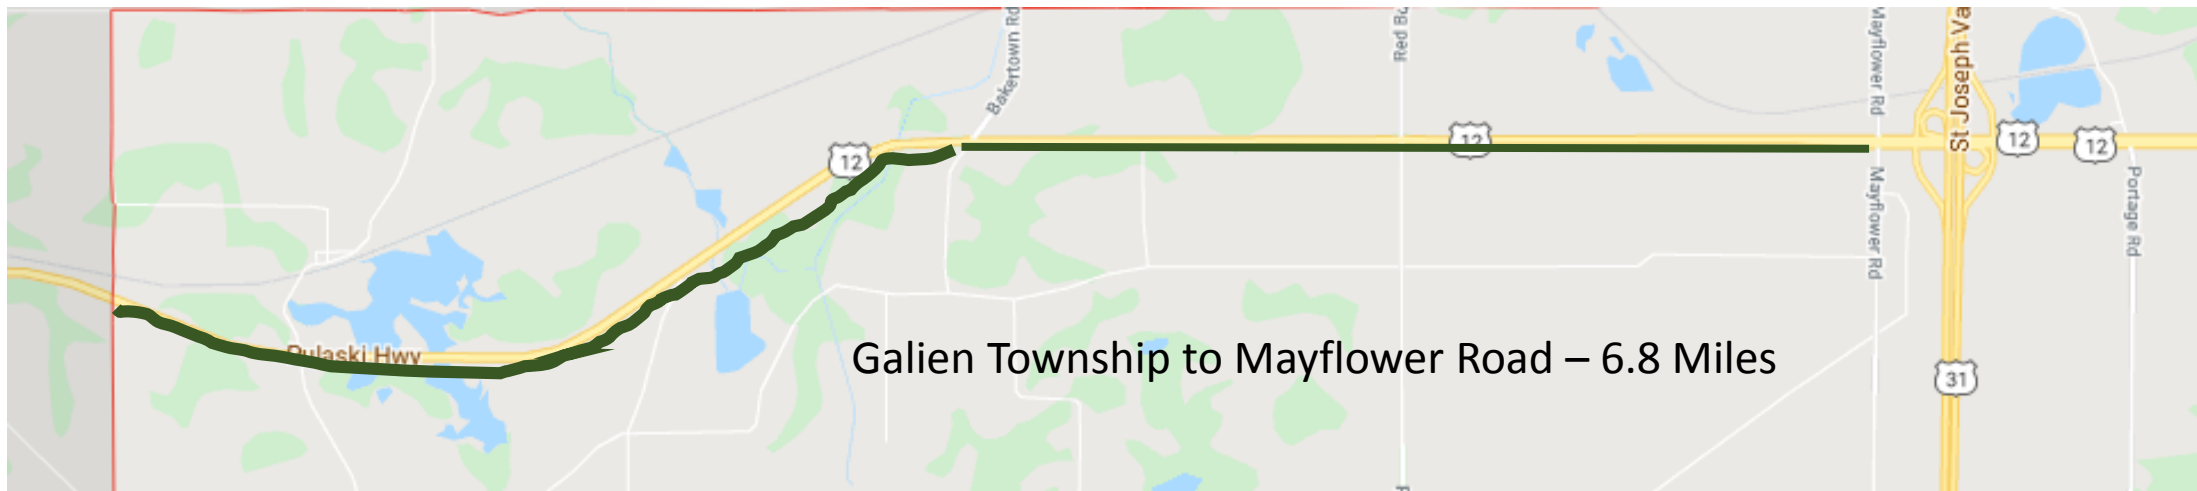 Bakertown Rd
Red
Mayflower Rd
St Joseph
12
12
12
12
Mayflower Rd
Portage Rd
Pulaski Hwy
Galien Township to Mayflower Road – 6.8 Miles
31